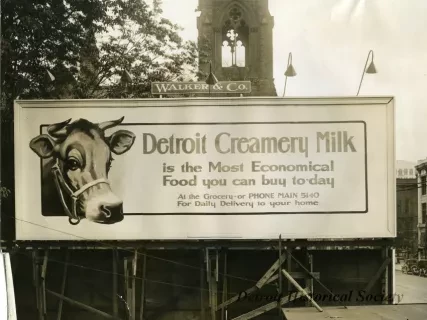 WALKER & CO.
Detroit Creamery Milk
is the Most Economical
Food you can buy to-day
At the Grocery-or PHONE MAIN 5140
For Daily Delivery to your home
Detroit Historical Society